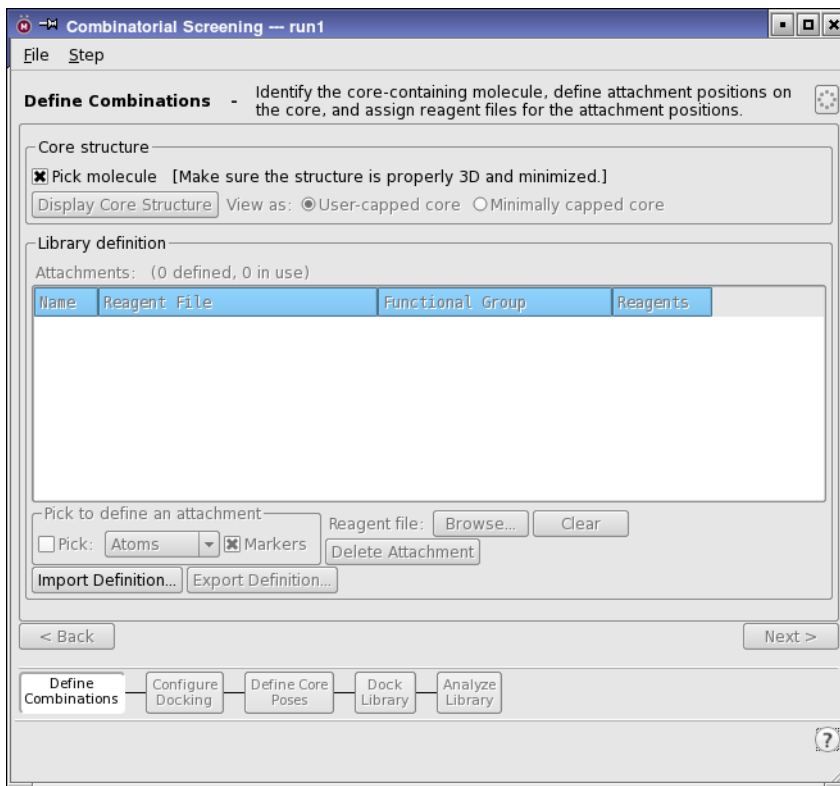 Combinatorial Screening --- run1
File Step
Define Combinations - Identify the core-containing molecule, define attachment positions on
the core, and assign reagent files for the attachment positions.
Core structure
Pick molecule [Make sure the structure is properly 3D and minimized.]
Display Core Structure View as: User-capped core Minimally capped core
Library definition
Attachments: (0 defined, 0 in use)
Name Reagent File Functional Group Reagents
Pick to define an attachment
Reagent file: Browse... Clear
Pick: Atoms Markers
Delete Attachment
Import Definition... Export Definition...
< Back Next >
Define Combinations
Configure Docking
Define Core Poses
Dock Library
Analyze Library
?